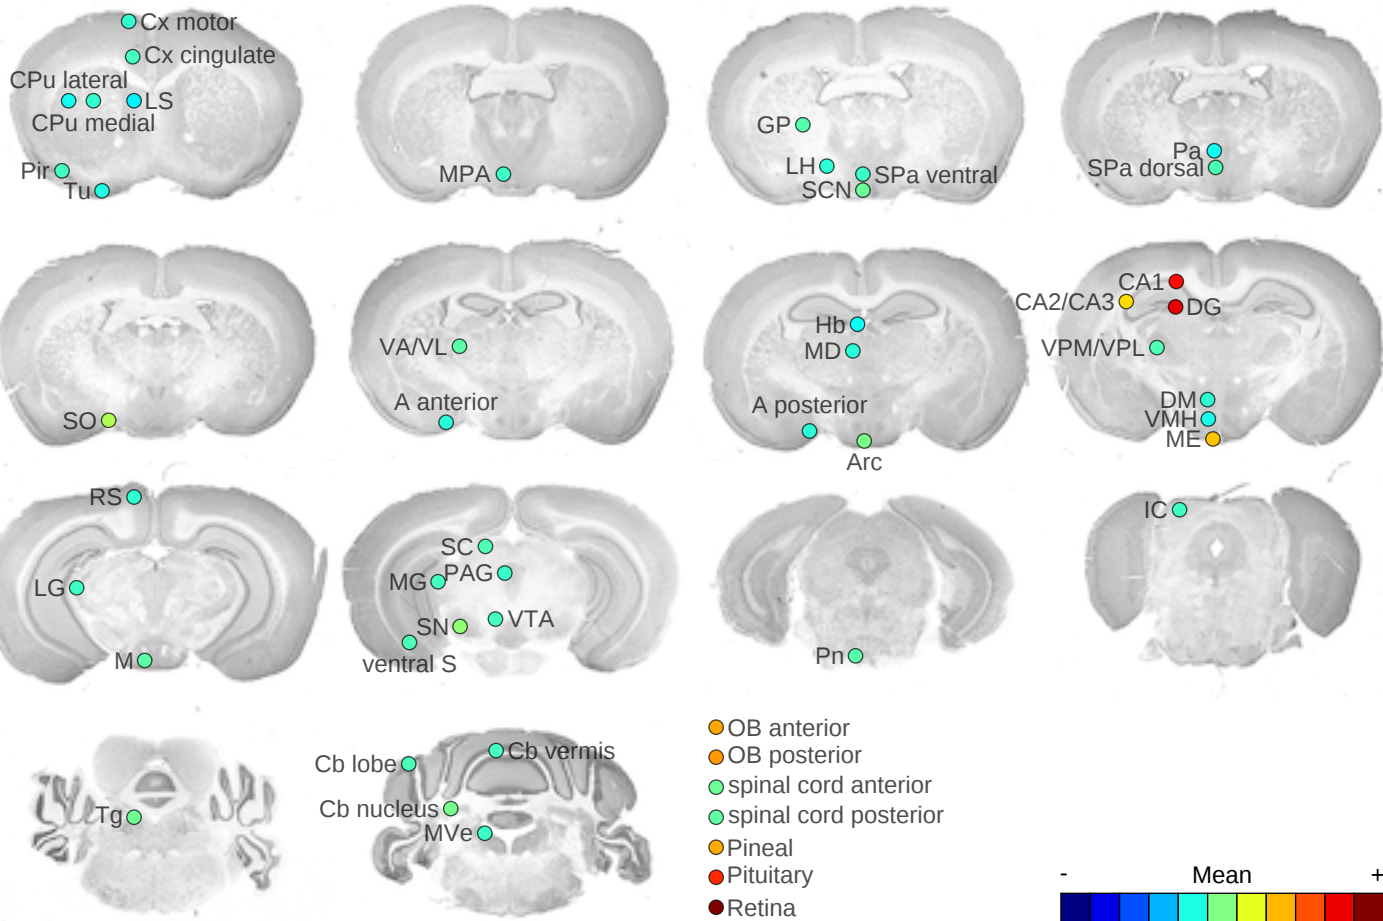 Cx motor
Cx cingulate
CPu lateral
LS
CPu medial
Pir
Tu
MPA
GP
LH
SPa ventral
SCN
Pa
SPa dorsal
SO
VA/VL
A anterior
Hb
MD
A posterior
Arc
CA1
CA2/CA3
DG
VPM/VPL
DM
VMH
ME
RS
LG
M
SC
MG
PAG
SN
VTA
ventral S
Pn
IC
Tg
Cb lobe
Cb vermis
Cb nucleus
MVe
OB anterior
OB posterior
spinal cord anterior
spinal cord posterior
Pineal
Pituitary
Retina
- Mean +